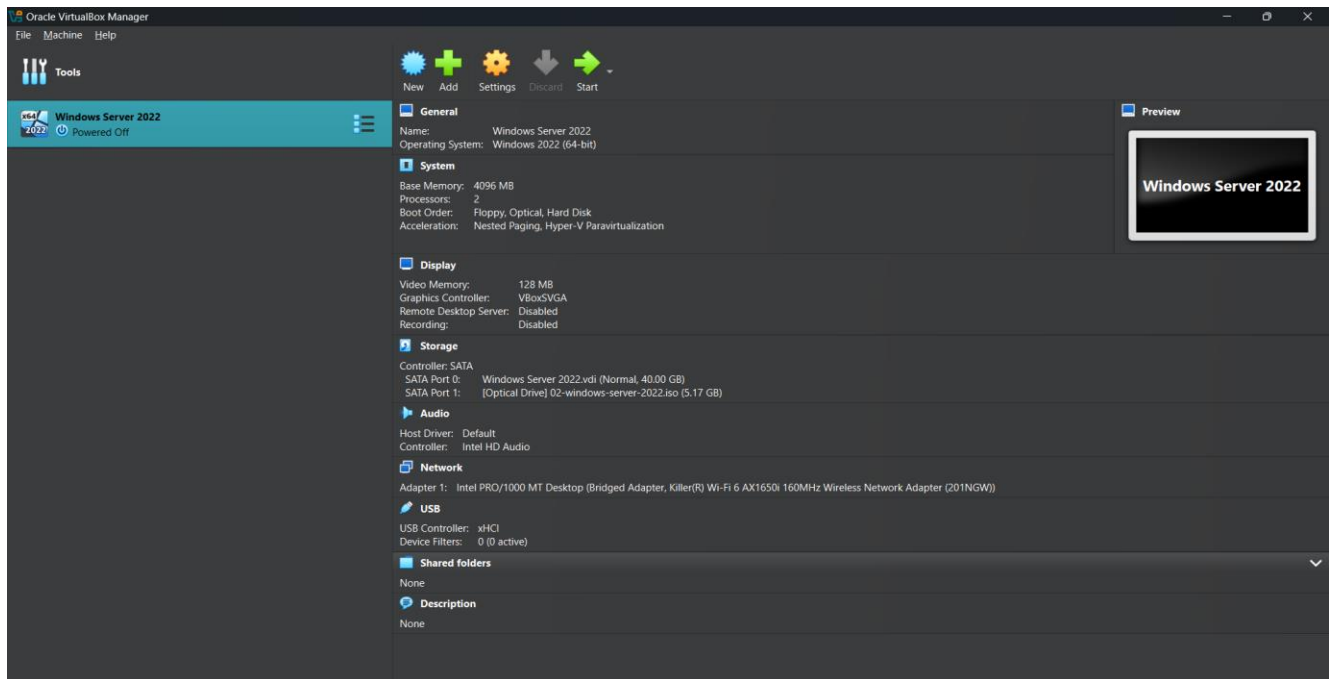 Oracle VirtualBox Manager
File Machine Help
Tools
New Add Settings Discard Start
x64
2022
Windows Server 2022
Powered Off
General
Name: Windows Server 2022
Operating System: Windows 2022 (64-bit)
System
Base Memory: 4096 MB
Processors: 2
Boot Order: Floppy, Optical, Hard Disk
Acceleration: Nested Paging, Hyper-V Paravirtualization
Preview
Windows Server 2022
Display
Video Memory: 128 MB
Graphics Controller: VBoxSVGA
Remote Desktop Server: Disabled
Recording: Disabled
Storage
Controller: SATA
SATA Port 0: Windows Server 2022.vdi (Normal, 40.00 GB)
SATA Port 1: [Optical Drive] 02-windows-server-2022.iso (5.17 GB)
Audio
Host Driver: Default
Controller: Intel HD Audio
Network
Adapter 1: Intel PRO/1000 MT Desktop (Bridged Adapter, Killer(R) Wi-Fi 6 AX1650i 160MHz Wireless Network Adapter (201NGW))
USB
USB Controller: xHCI
Device Filters: 0 (0 active)
Shared folders
None
Description
None